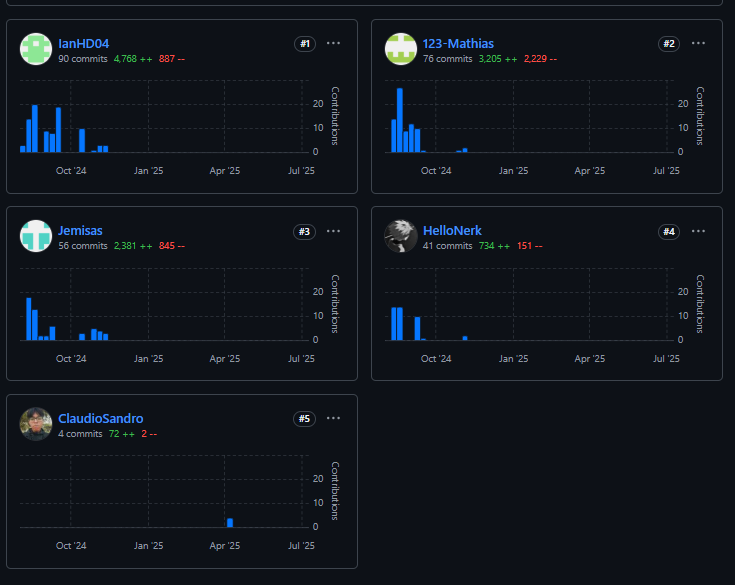 IanHD04 #1 ···
90 commits 4,768 ++ 887 --
20
10
0
Contributions
Oct '24 Jan '25 Apr '25 Jul '25
123-Mathias #2 ···
76 commits 3,205 ++ 2,229 --
20
10
0
Contributions
Oct '24 Jan '25 Apr '25 Jul '25
Jemisas #3 ···
56 commits 2,381 ++ 845 --
20
10
0
Contributions
Oct '24 Jan '25 Apr '25 Jul '25
HelloNerk #4 ···
41 commits 734 ++ 151 --
20
10
0
Contributions
Oct '24 Jan '25 Apr '25 Jul '25
ClaudioSandro #5 ···
4 commits 72 ++ 2 --
20
10
0
Contributions
Oct '24 Jan '25 Apr '25 Jul '25